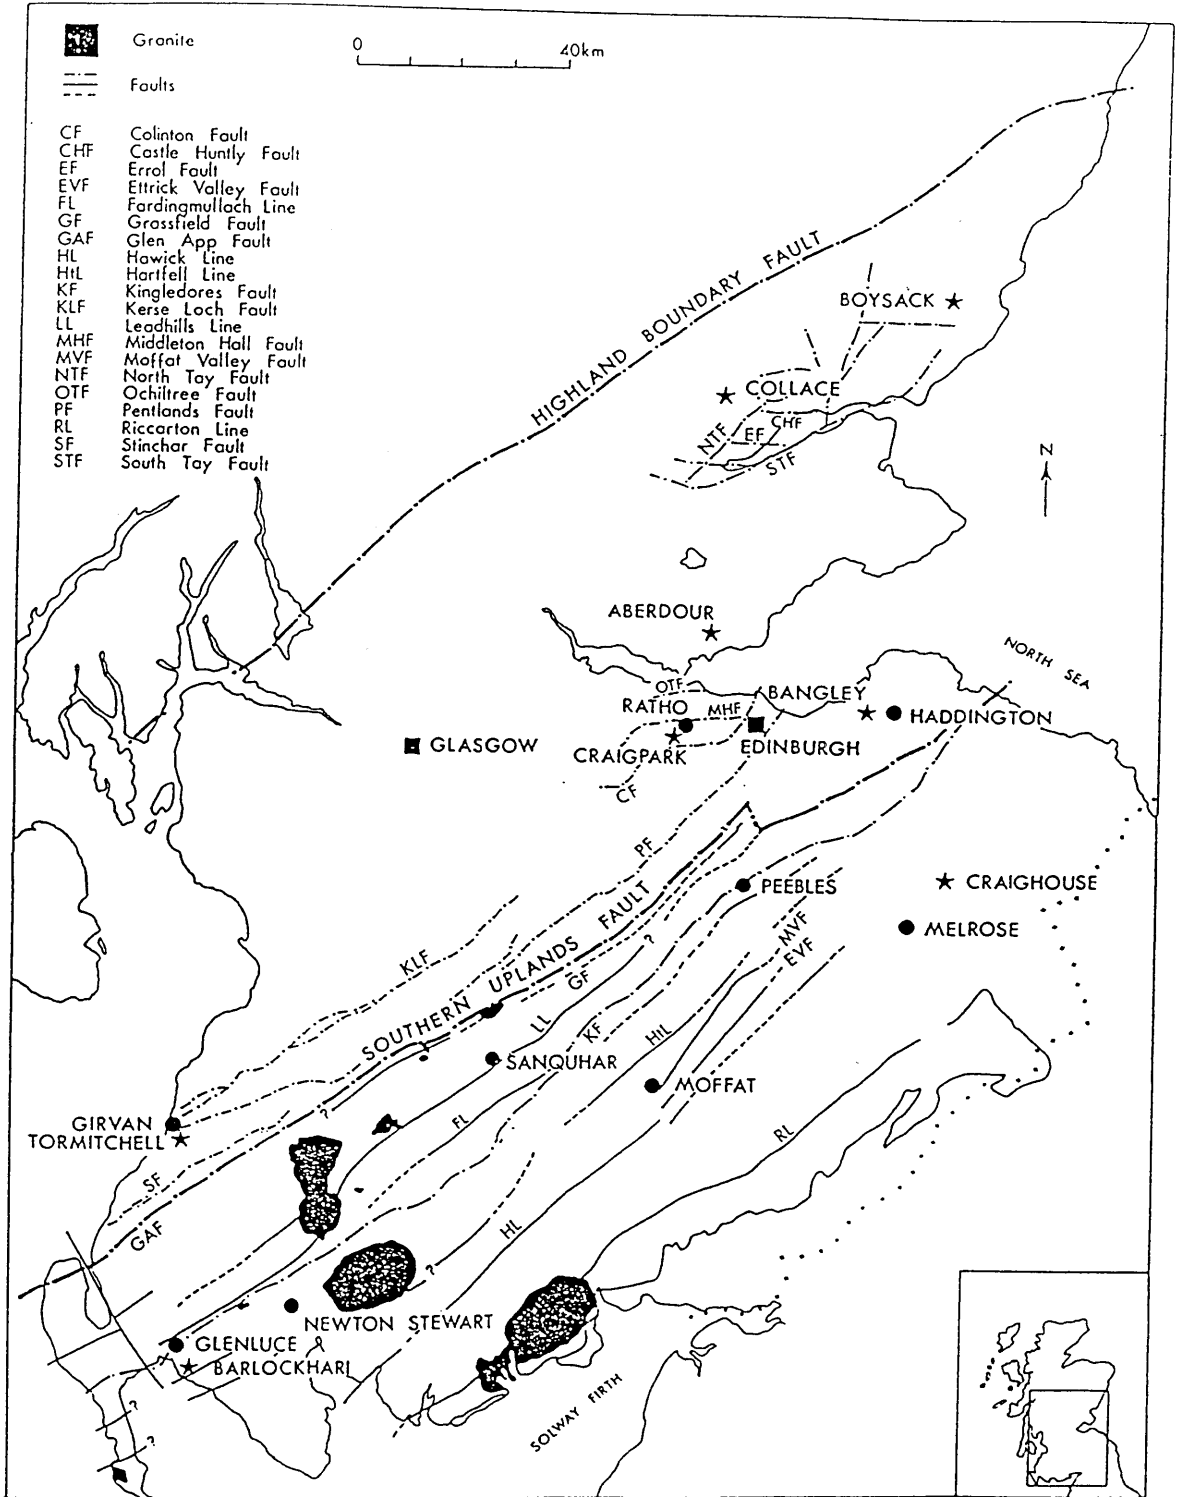 Granite
0 40km
Faults
CF Colinton Fault
CHF Castle Huntly Fault
EF Errol Fault
EVF Ettrick Valley Fault
FL Fardingmullach Line
GF Grassfield Fault
GAF Glen App Fault
HL Hawick Line
HtL Hartfell Line
KF Kingledores Fault
KLF Kerse Loch Fault
LL Leadhills Line
MHF Middleton Hall Fault
MVF Moffat Valley Fault
NTF North Tay Fault
OTF Ochiltree Fault
PF Pentlands Fault
RL Riccarton Line
SF Stinchar Fault
STF South Tay Fault
HIGHLAND BOUNDARY FAULT
BOYSACK
COLLACE
CHF
NTF
EF
STF
N
ABERDOUR
NORTH SEA
OTF
BANGLEY
RATHO
MHF
HADDINGTON
GLASGOW
EDINBURGH
CRAIGPARK
CF
PF
PEEBLES
CRAIGHOUSE
MELROSE
MVF
EVF
?
KLF
SOUTHERN UPLANDS FAULT
GF
LL
KF
HtL
SANQUHAR
MOFFAT
GIRVAN
TORMITCHELL
?
FL
RL
SF
GAF
HL
?
NEWTON STEWART
GLENLUCE &
BARLOCKHARI
SOLWAY FIRTH
?
?